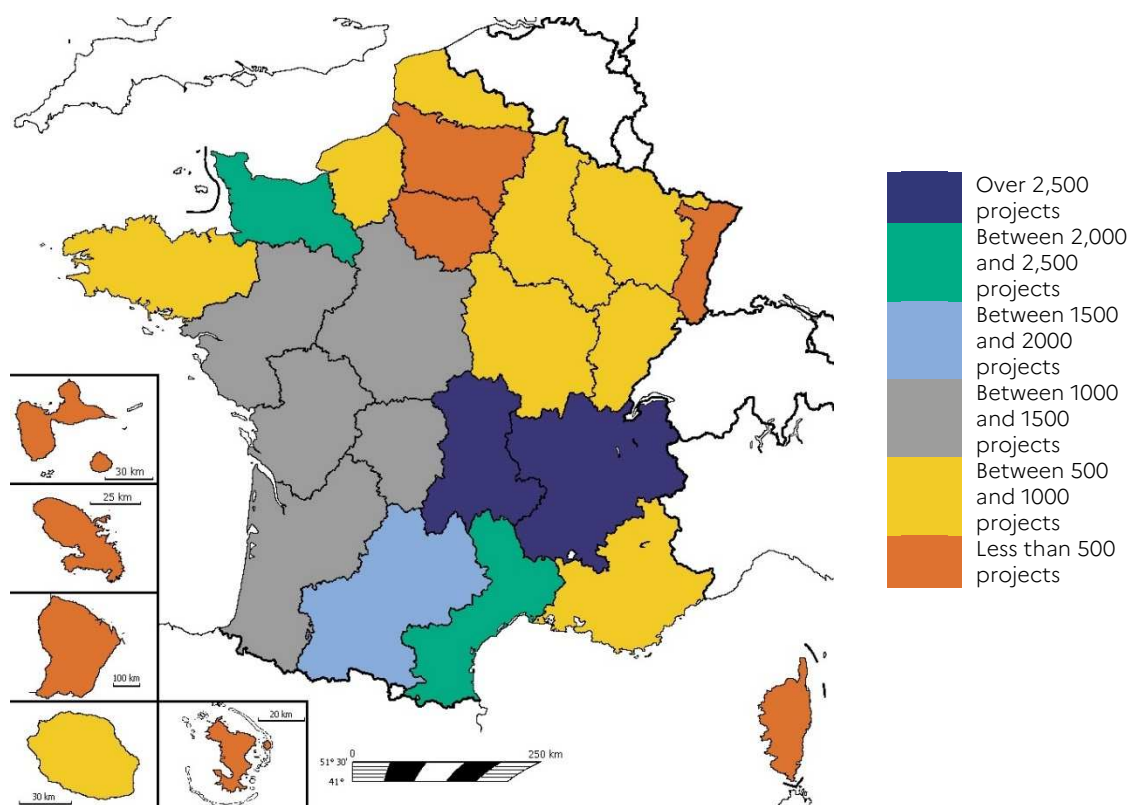 Over 2,500
projects
Between 2,000
and 2,500
projects
Between 1500
and 2000
projects
Between 1000
and 1500
projects
Between 500
and 1000
projects
Less than 500
projects
30 km
25 km
100 km
30 km
20 km
0 250 km
51° 30'
41°